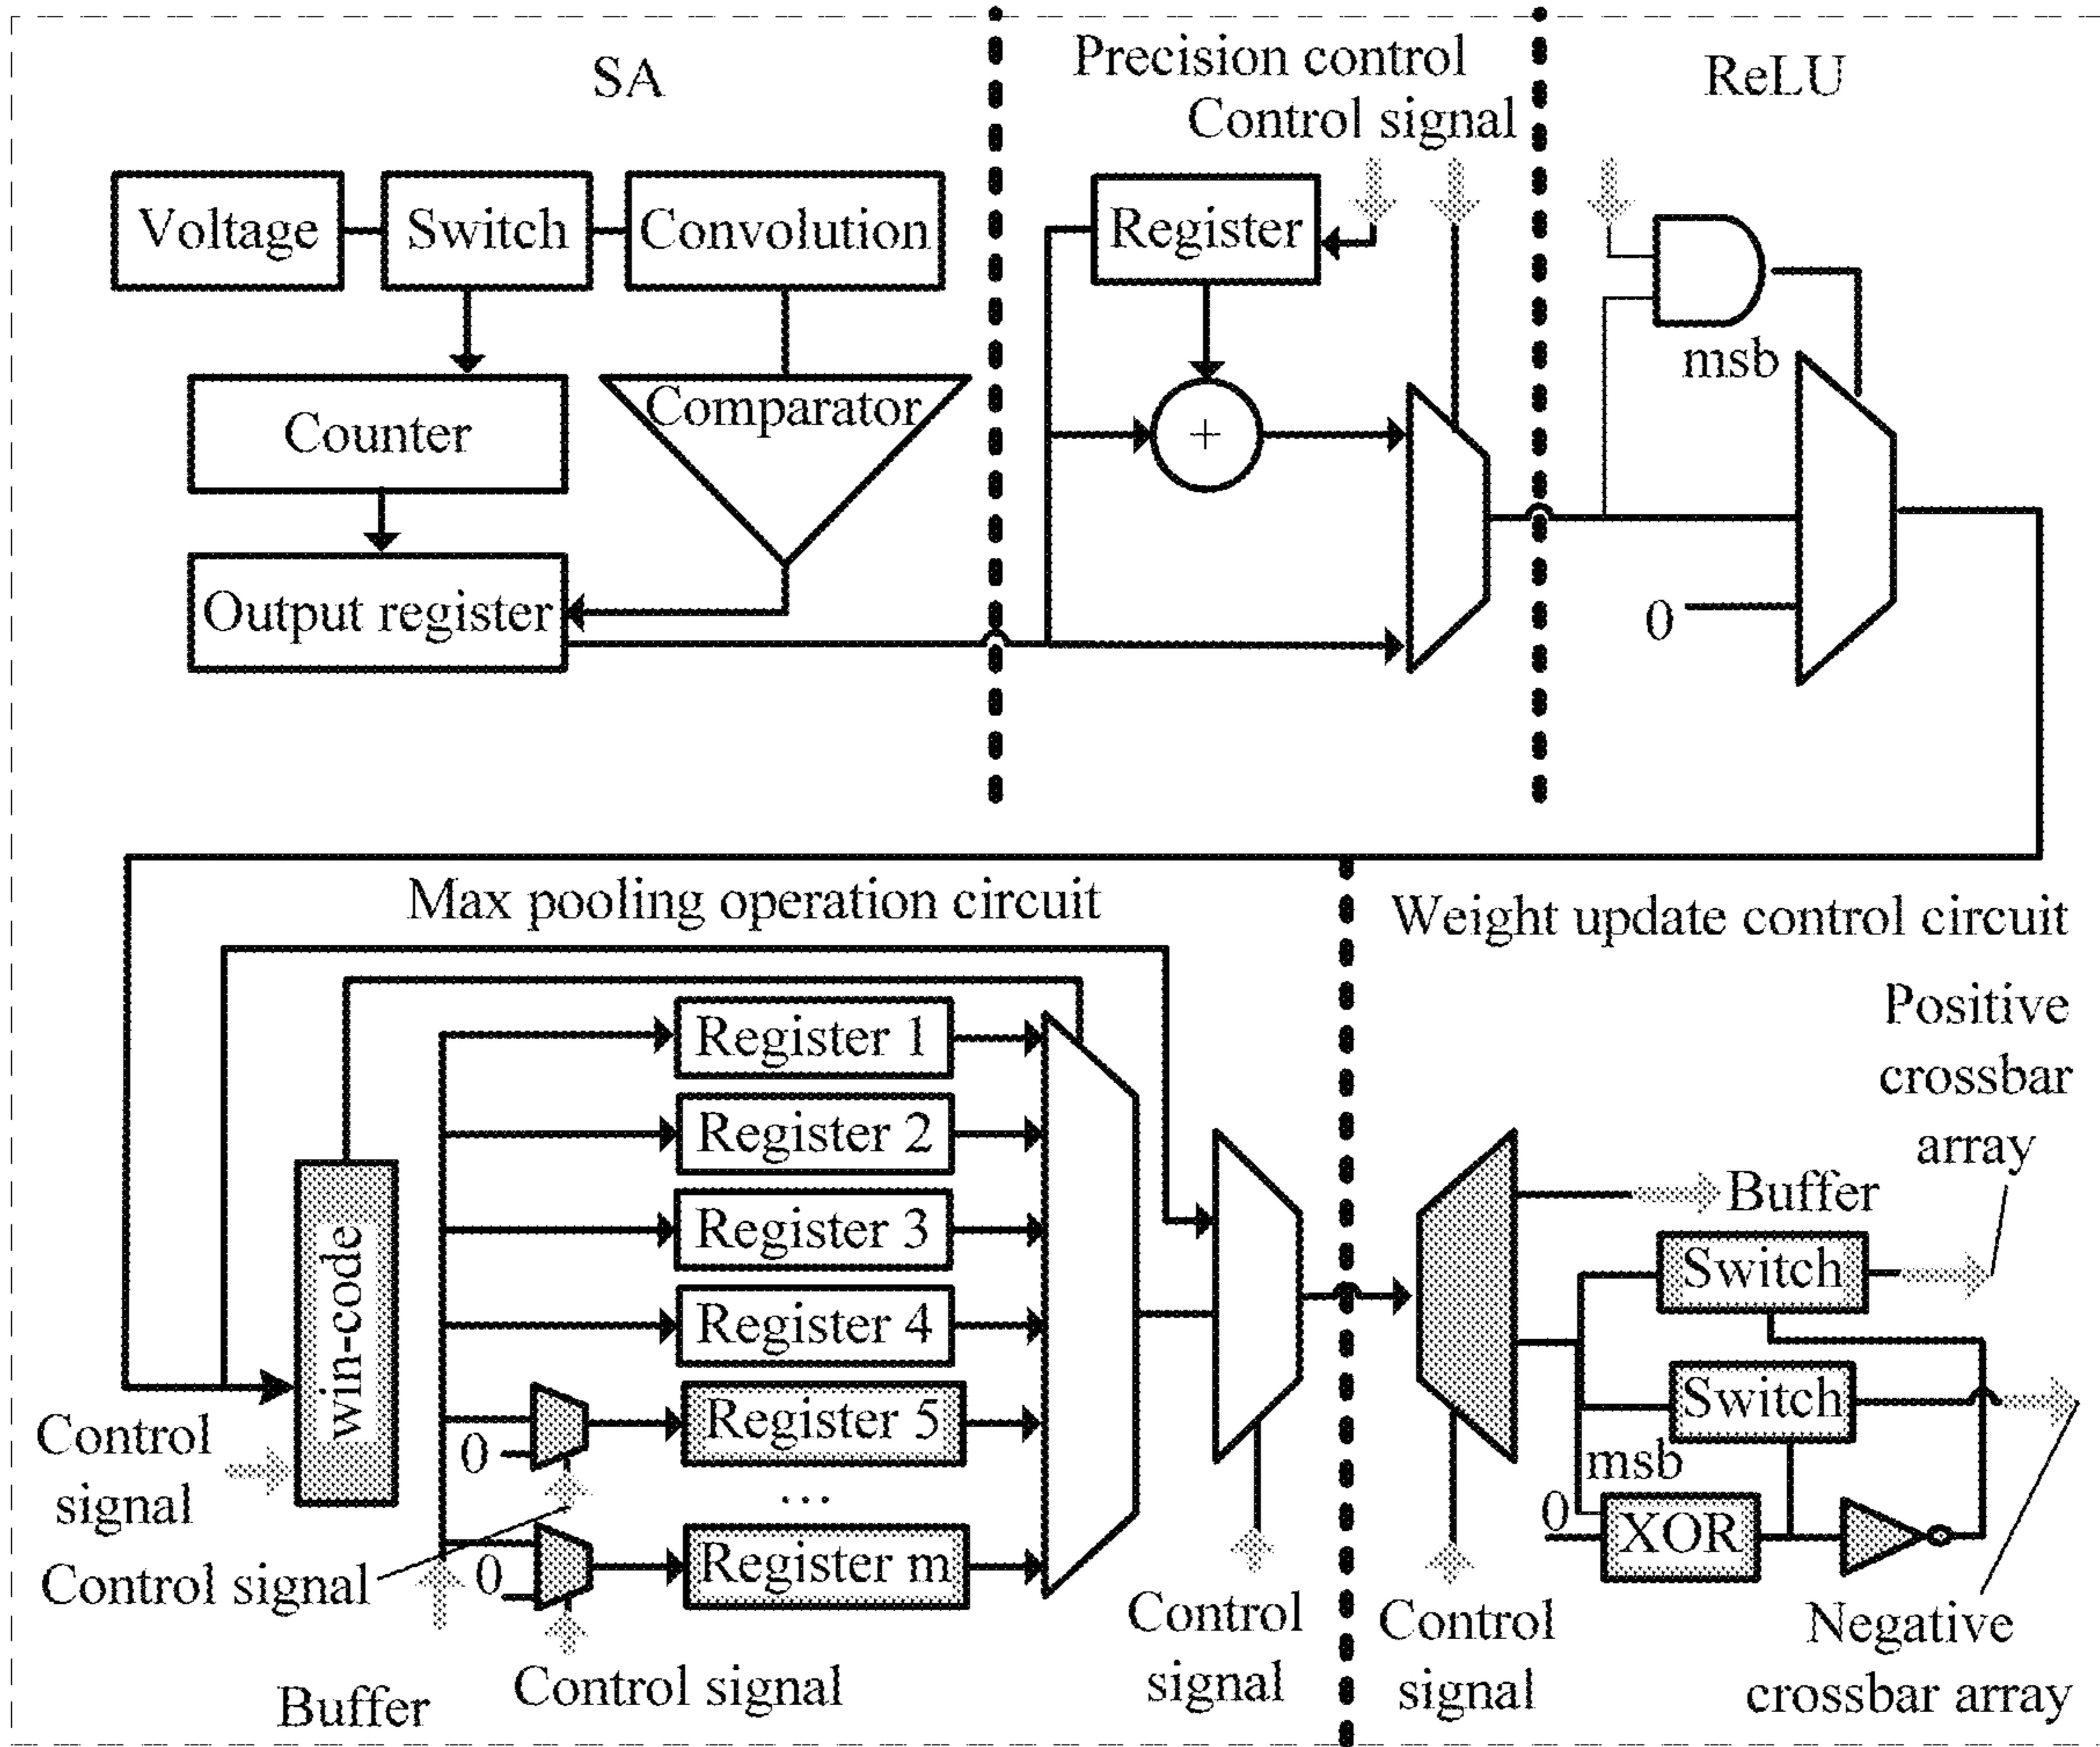 SA
Precision control
Control signal
ReLU
Voltage
Switch
Convolution
Register
msb
Counter
Comparator
+
Output register
0
Max pooling operation circuit
Weight update control circuit
Positive
crossbar
array
Register 1
Register 2
Register 3
Register 4
Register 5
...
Register m
win-code
Control
signal
0
0
Control signal
Control signal
Buffer
Control
signal
Buffer
Switch
Switch
msb
0
XOR
Control
signal
Negative
crossbar array